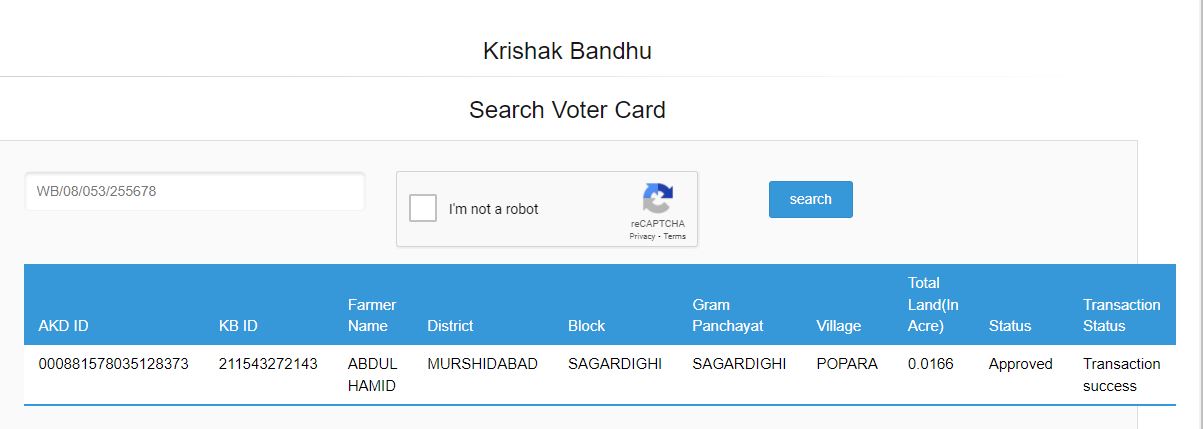 Krishak Bandhu
Search Voter Card
WB/08/053/255678
I'm not a robot
reCAPTCHA
Privacy - Terms
search
AKD ID KB ID Farmer Name District Block Gram Panchayat Village Total Land(In Acre) Status Transaction Status
000881578035128373 211543272143 ABDUL HAMID MURSHIDABAD SAGARDIGHI SAGARDIGHI POPARA 0.0166 Approved Transaction success